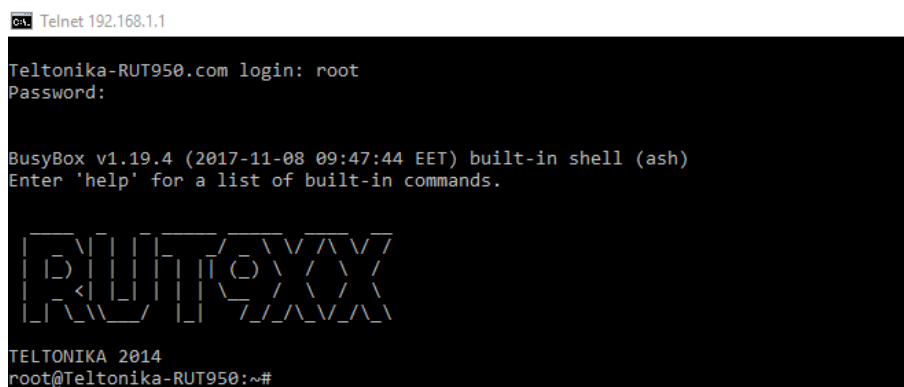 Telnet 192.168.1.1
Teltonika-RUT950.com login: root
Password:
BusyBox v1.19.4 (2017-11-08 09:47:44 EET) built-in shell (ash)
Enter 'help' for a list of built-in commands.
RUT9XX
TELTONIKA 2014
root@Teltonika-RUT950:~#